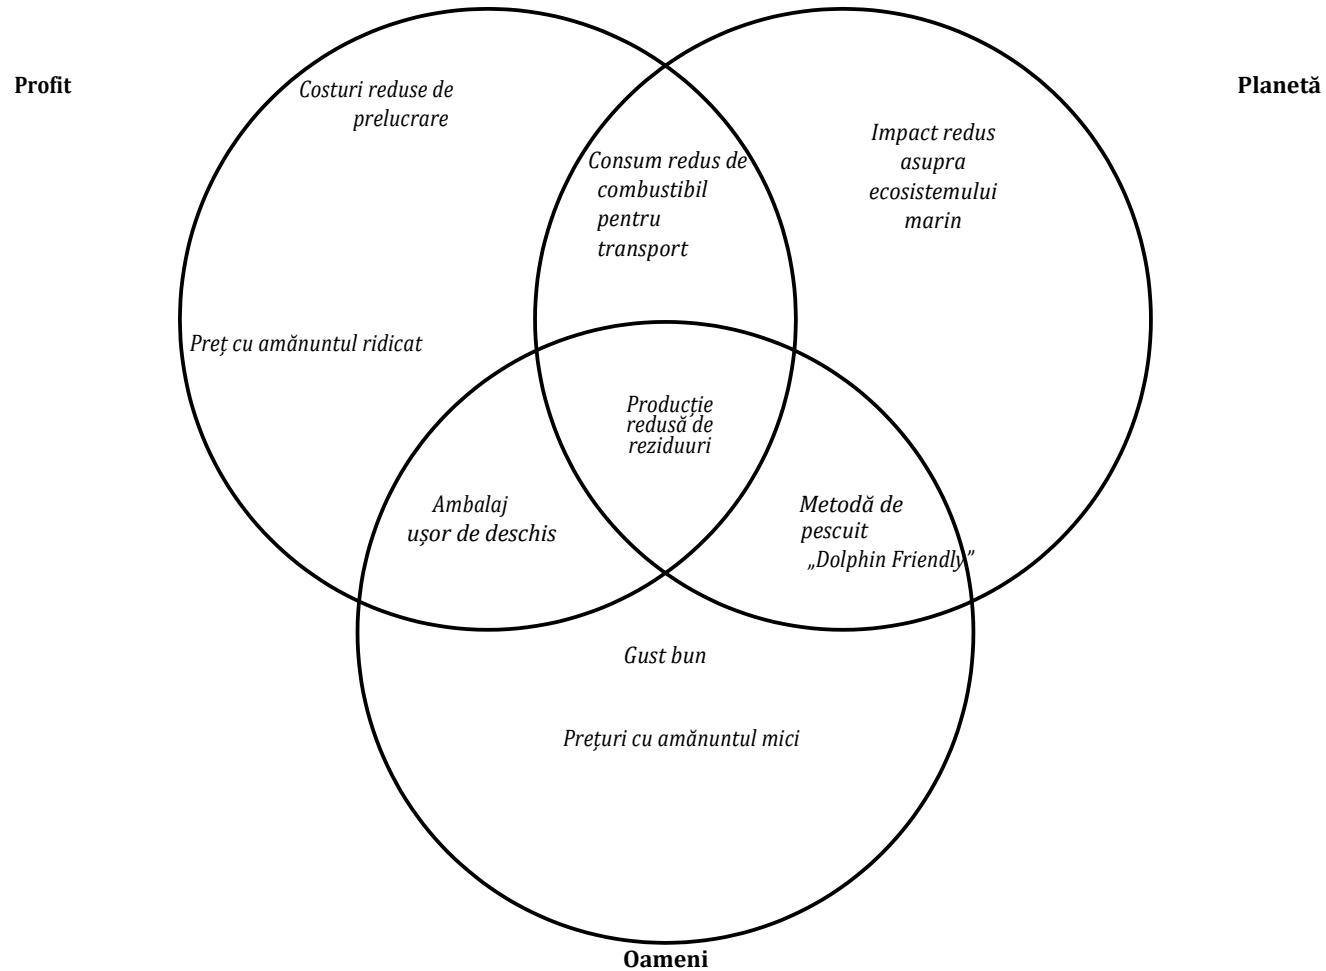 Profit
Planetă
Costuri reduse de
prelucrare
Impact redus
asupra
ecosistemului
marin
Consum redus de
combustibil
pentru
transport
Preț cu amănuntul ridicat
Producție
redusă de
reziduuri
Ambalaj
ușor de deschis
Metodă de
pescuit
„Dolphin Friendly”
Gust bun
Prețuri cu amănuntul mici
Oameni